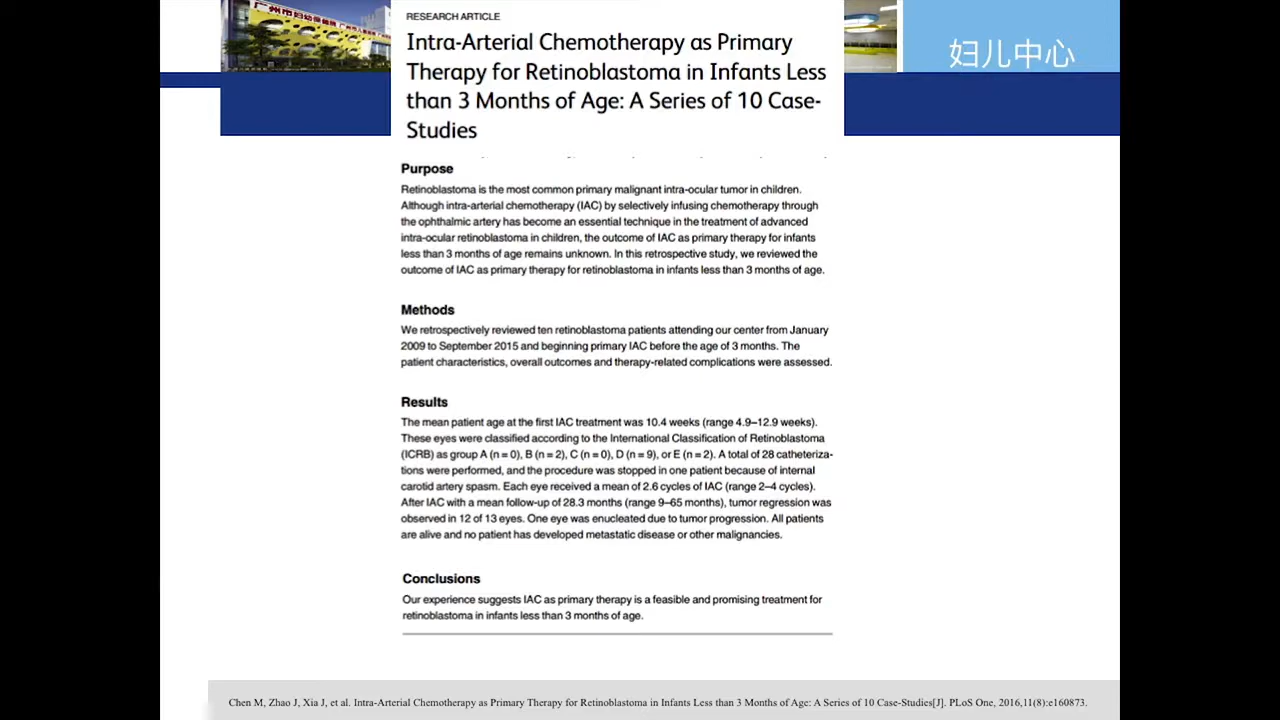 广州市妇幼保健院
妇儿中心
RESEARCH ARTICLE
Intra-Arterial Chemotherapy as Primary
Therapy for Retinoblastoma in Infants Less
than 3 Months of Age: A Series of 10 Case-
Studies
Purpose
Retinoblastoma is the most common primary malignant intra-ocular tumor in children.
Although intra-arterial chemotherapy (IAC) by selectively infusing chemotherapy through
the ophthalmic artery has become an essential technique in the treatment of advanced
intra-ocular retinoblastoma in children, the outcome of IAC as primary therapy for infants
less than 3 months of age remains unknown. In this retrospective study, we reviewed the
outcome of IAC as primary therapy for retinoblastoma in infants less than 3 months of age.
Methods
We retrospectively reviewed ten retinoblastoma patients attending our center from January
2009 to September 2015 and beginning primary IAC before the age of 3 months. The
patient characteristics, overall outcomes and therapy-related complications were assessed.
Results
The mean patient age at the first IAC treatment was 10.4 weeks (range 4.9–12.9 weeks).
These eyes were classified according to the International Classification of Retinoblastoma
(ICRB) as group A (n = 0), B (n = 2), C (n = 0), D (n = 9), or E (n = 2). A total of 28 catheteriza-
tions were performed, and the procedure was stopped in one patient because of internal
carotid artery spasm. Each eye received a mean of 2.6 cycles of IAC (range 2–4 cycles).
After IAC with a mean follow-up of 28.3 months (range 9–65 months), tumor regression was
observed in 12 of 13 eyes. One eye was enucleated due to tumor progression. All patients
are alive and no patient has developed metastatic disease or other malignancies.
Conclusions
Our experience suggests IAC as primary therapy is a feasible and promising treatment for
retinoblastoma in infants less than 3 months of age.
Chen M, Zhao J, Xia J, et al. Intra-Arterial Chemotherapy as Primary Therapy for Retinoblastoma in Infants Less than 3 Months of Age: A Series of 10 Case-Studies[J]. PLoS One, 2016,11(8):e160873.